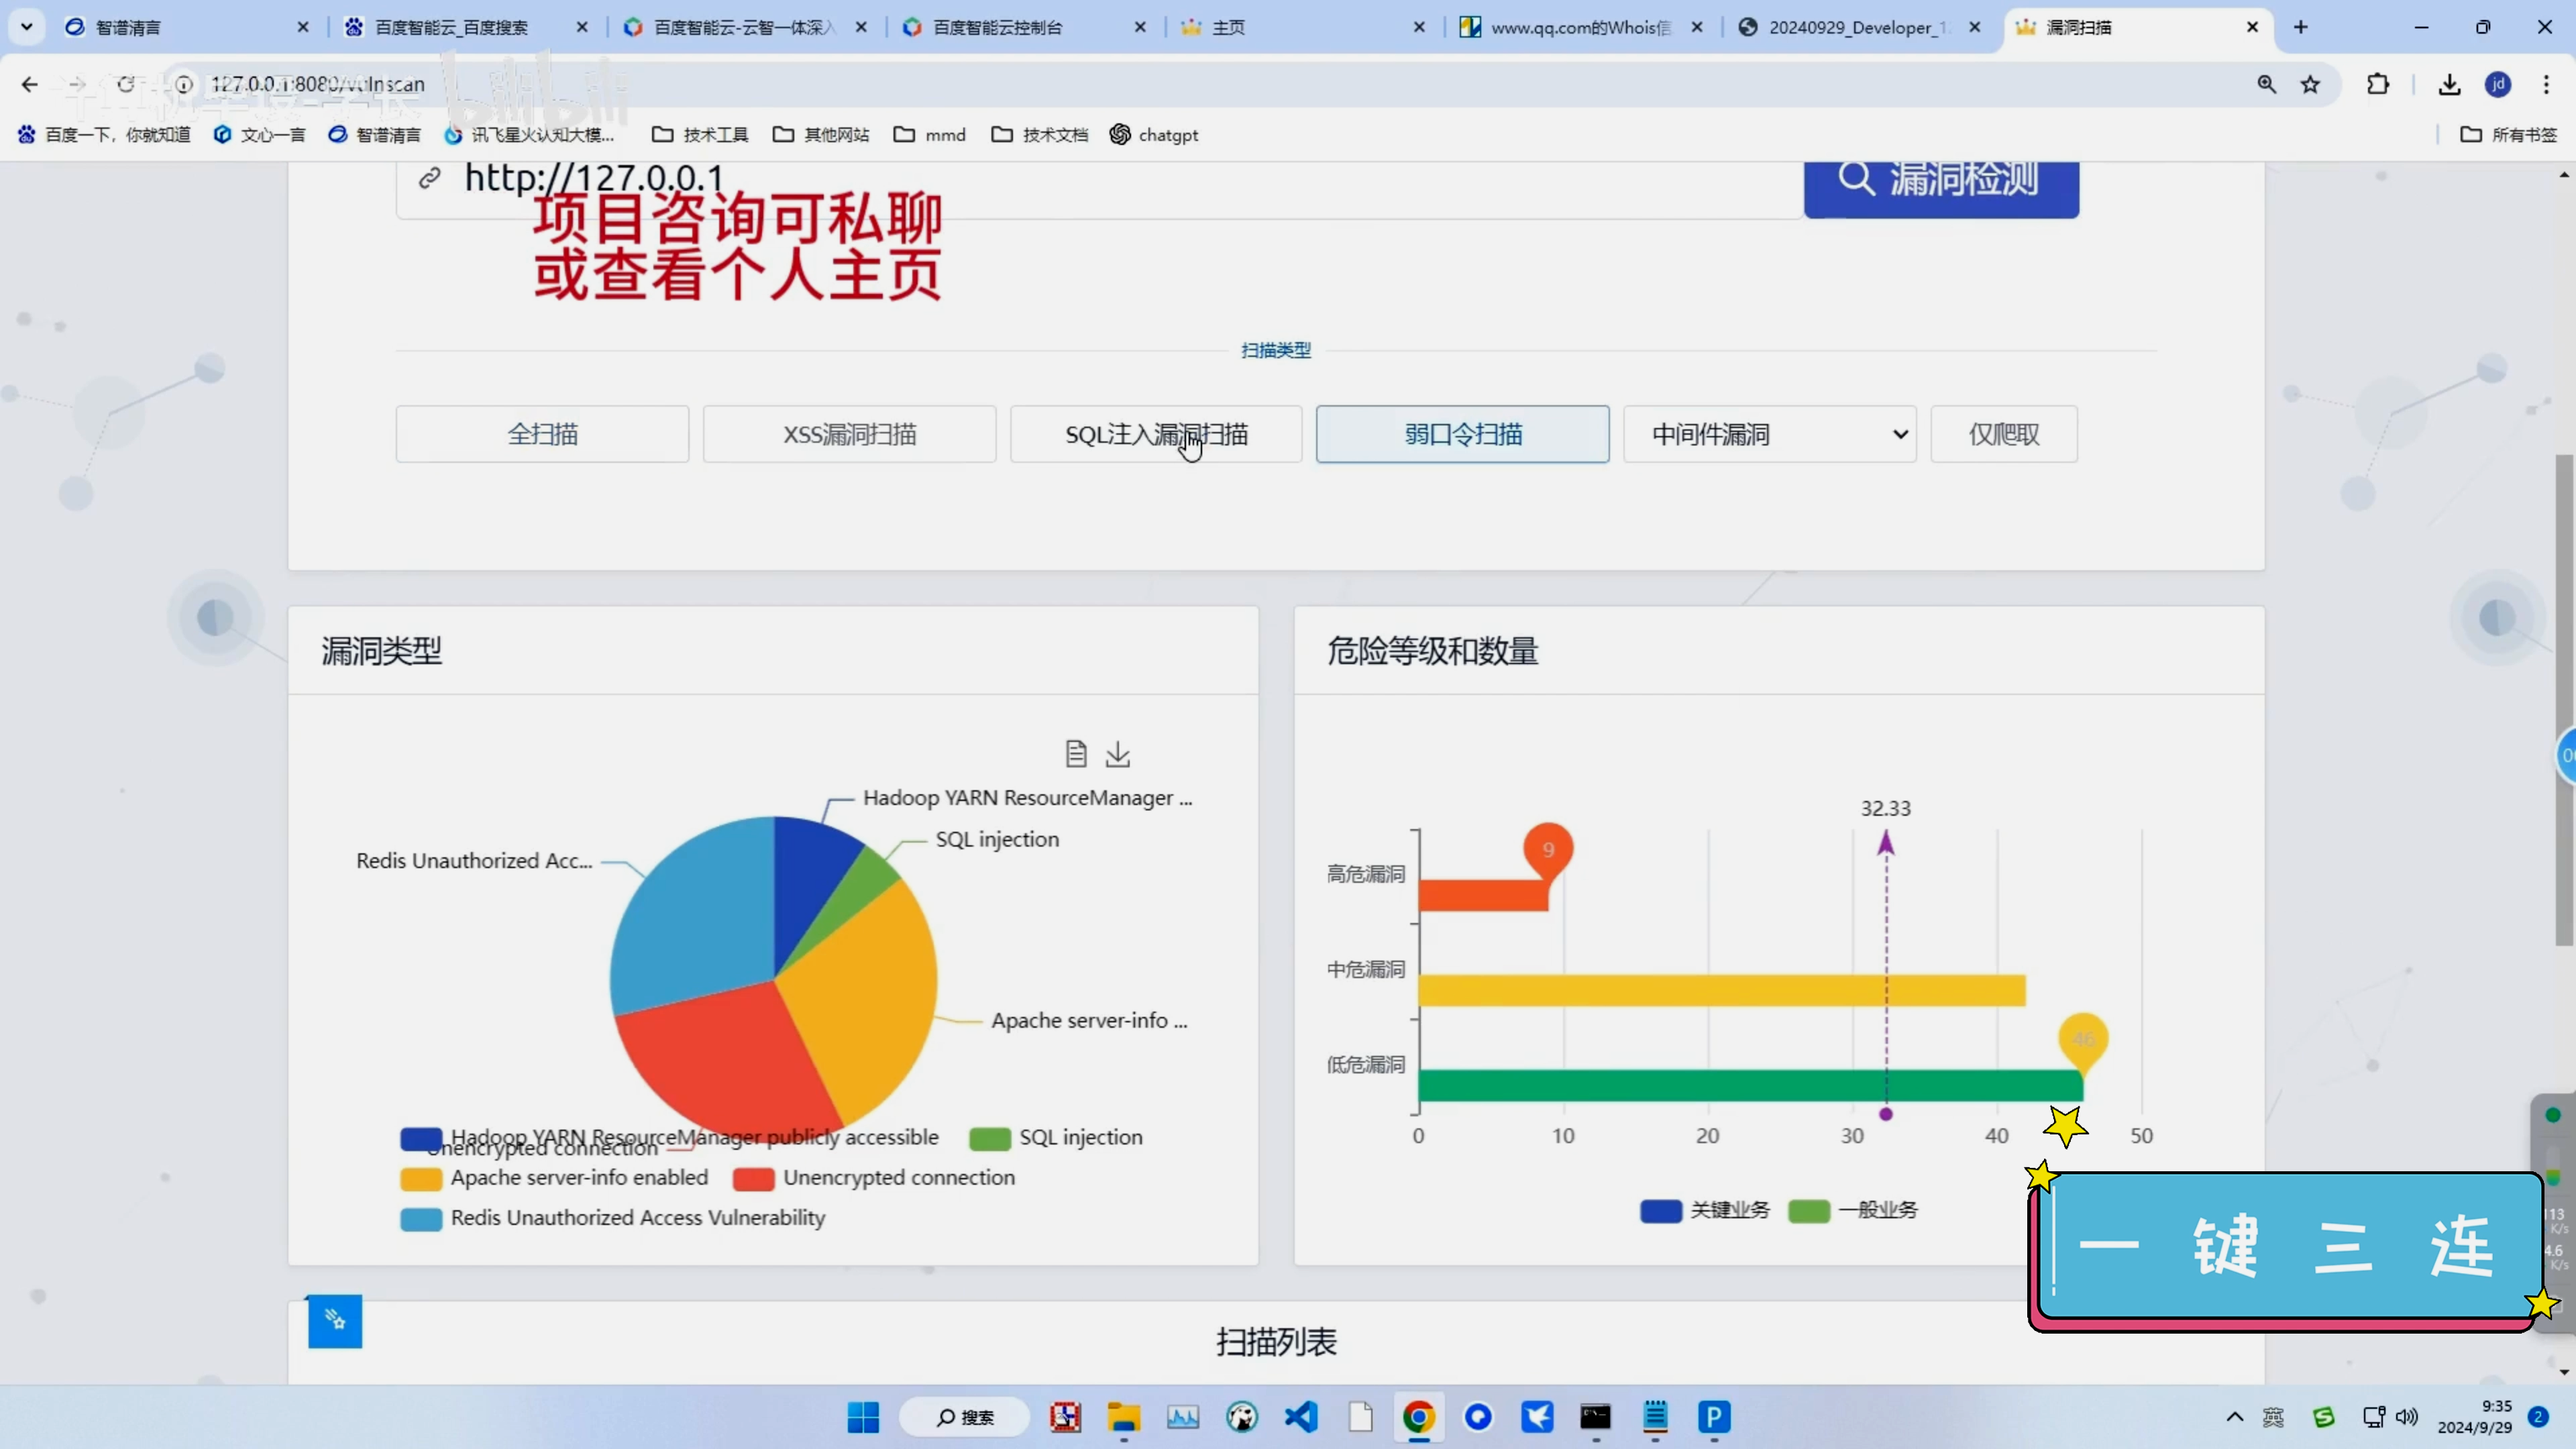 智谱清言
百度智能云_百度搜索
百度智能云-云智一体深入
百度智能云控制台
主页
www.qq.com的Whois信
20240929_Developer_1
漏洞扫描
127.0.0.1:8080/vulnscan
jd
bilibili
百度一下，你就知道
文心一言
智谱清言
讯飞星火认知大模...
技术工具
其他网站
mmd
技术文档
chatgpt
所有书签
http://127.0.0.1
漏洞检测
项目咨询可私聊
或查看个人主页
扫描类型
全扫描
XSS漏洞扫描
SQL注入漏洞扫描
弱口令扫描
中间件漏洞
仅爬取
漏洞类型
Hadoop YARN ResourceManager ...
SQL injection
Redis Unauthorized Acc...
Apache server-info ...
Unencrypted connection
Hadoop YARN ResourceManager publicly accessible
SQL injection
Apache server-info enabled
Unencrypted connection
Redis Unauthorized Access Vulnerability
危险等级和数量
32.33
9
高危漏洞
中危漏洞
46
低危漏洞
0
10
20
30
40
50
关键业务
一般业务
一键三连
扫描列表
搜索
英
9:35
2024/9/29
2